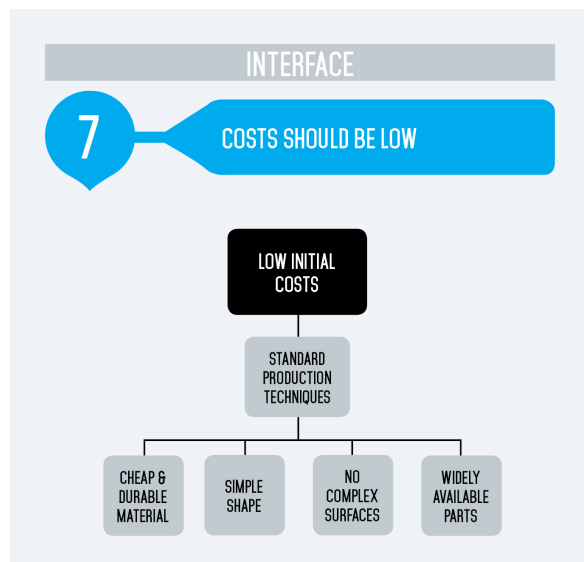 INTERFACE
7
COSTS SHOULD BE LOW
LOW INITIAL
COSTS
STANDARD
PRODUCTION
TECHNIQUES
CHEAP &
DURABLE
MATERIAL
SIMPLE
SHAPE
NO
COMPLEX
SURFACES
WIDELY
AVAILABLE
PARTS